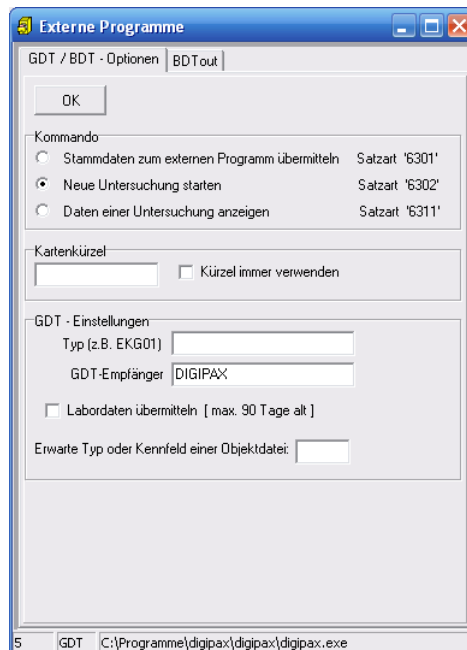 Externe Programme
GDT / BDT - Optionen BDTout
OK
Kommando
Stammdaten zum externen Programm übermitteln Satzart '6301'
Neue Untersuchung starten Satzart '6302'
Daten einer Untersuchung anzeigen Satzart '6311'
Kartenkürzel
Kürzel immer verwenden
GDT - Einstellungen
Typ (z.B. EKG01)
GDT-Empfänger DIGIPAX
Labordaten übermitteln [ max. 90 Tage alt ]
Erwarte Typ oder Kennfeld einer Objektdatei:
5 GDT C:\Programme\digipax\digipax\digipax.exe